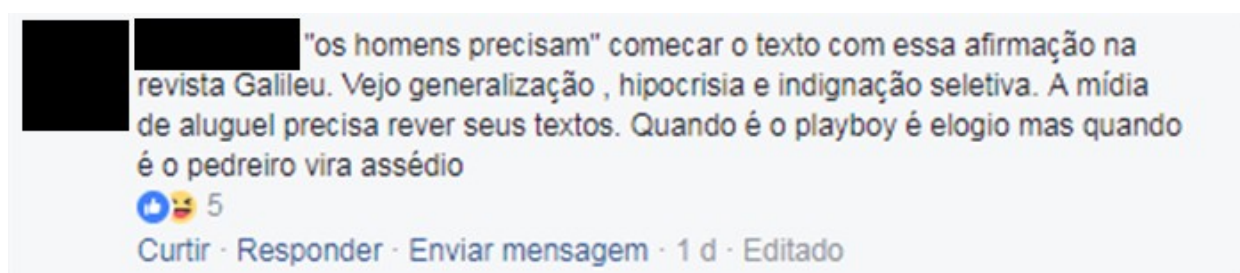 "os homens precisam" comecar o texto com essa afirmação na
revista Galileu. Vejo generalização , hipocrisia e indignação seletiva. A mídia
de aluguel precisa rever seus textos. Quando é o playboy é elogio mas quando
é o pedreiro vira assédio
5
Curtir · Responder · Enviar mensagem · 1 d · Editado